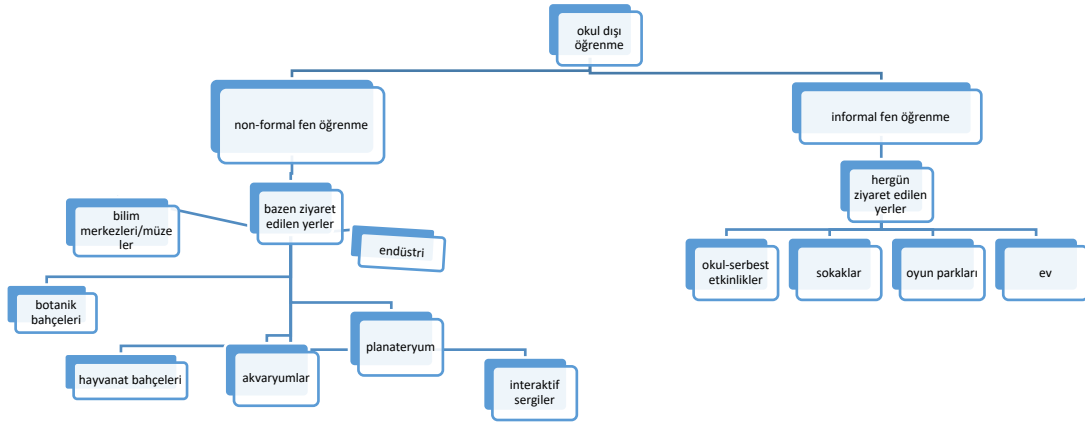 okul dışı
öğrenme
non-formal fen öğrenme
informal fen öğrenme
bazen ziyaret
edilen yerler
hergün
ziyaret edilen
yerler
bilim
merkezleri/müze
ler
endüstri
okul-serbest
etkinlikler
sokaklar
oyun parkları
ev
botanik
bahçeleri
planateryum
hayvanat bahçeleri
akvaryumlar
interaktif
sergiler